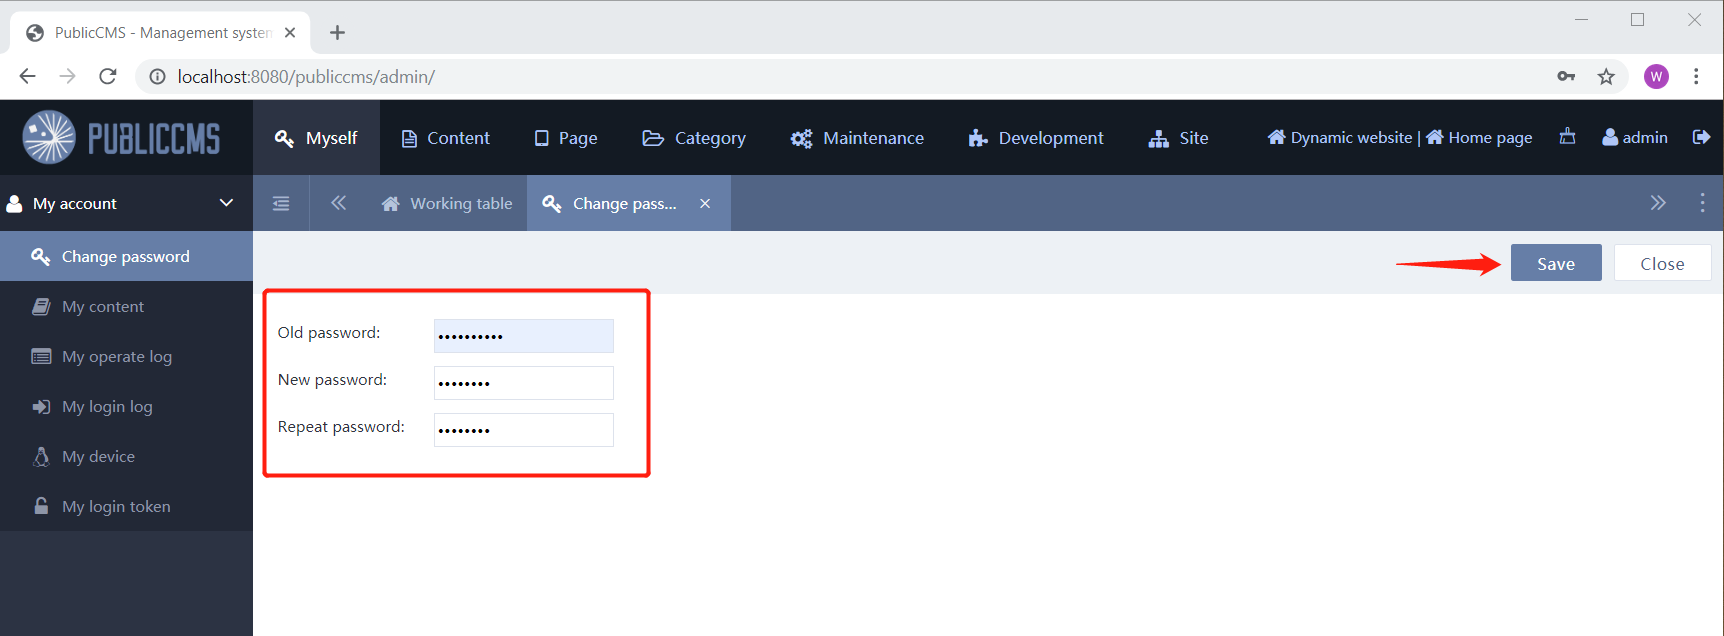 PublicCMS - Management system
localhost:8080/publiccms/admin/
W
PUBLICCMS
Myself
Content
Page
Category
Maintenance
Development
Site
Dynamic website | Home page
admin
My account
Working table
Change pass...
Change password
Save
Close
My content
My operate log
My login log
My device
My login token
Old password:
••••••••••
New password:
••••••••
Repeat password:
••••••••